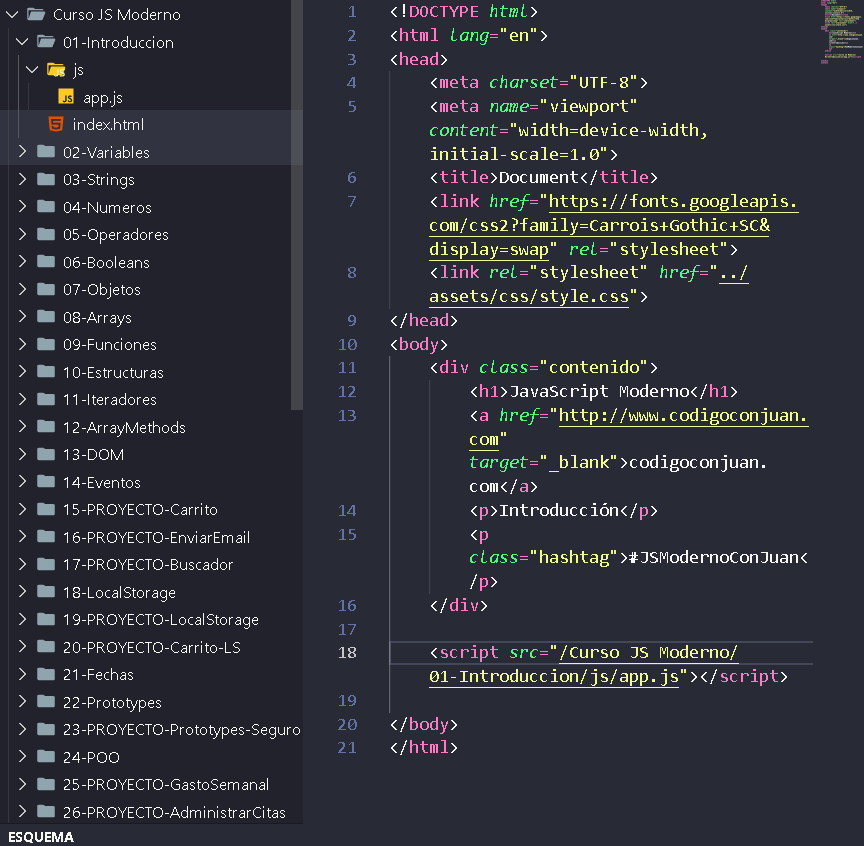 Curso JS Moderno
01-Introduccion
js
JS app.js
index.html
02-Variables
03-Strings
04-Numeros
05-Operadores
06-Booleans
07-Objetos
08-Arrays
09-Funciones
10-Estructuras
11-Iteradores
12-ArrayMethods
13-DOM
14-Eventos
15-PROYECTO-Carrito
16-PROYECTO-EnviarEmail
17-PROYECTO-Buscador
18-LocalStorage
19-PROYECTO-LocalStorage
20-PROYECTO-Carrito-LS
21-Fechas
22-Prototypes
23-PROYECTO-Prototypes-Seguro
24-POO
25-PROYECTO-GastoSemanal
26-PROYECTO-AdministrarCitas
ESQUEMA
1 <!DOCTYPE html>
2 <html lang="en">
3 <head>
4 <meta charset="UTF-8">
5 <meta name="viewport"
content="width=device-width,
initial-scale=1.0">
6 <title>Document</title>
7 <link href="https://fonts.googleapis.
com/css2?family=Carrois+Gothic+SC&
display=swap" rel="stylesheet">
8 <link rel="stylesheet" href="../
assets/css/style.css">
9 </head>
10 <body>
11 <div class="contenido">
12 <h1>JavaScript Moderno</h1>
13 <a href="http://www.codigoconjuan.
com"
target="_blank">codigoconjuan.
com</a>
14 <p>Introducción</p>
15 <p
class="hashtag">#JSModernoConJuan<
/p>
16 </div>
17
18 <script src="/Curso JS Moderno/
01-Introduccion/js/app.js"></script>
19
20 </body>
21 </html>